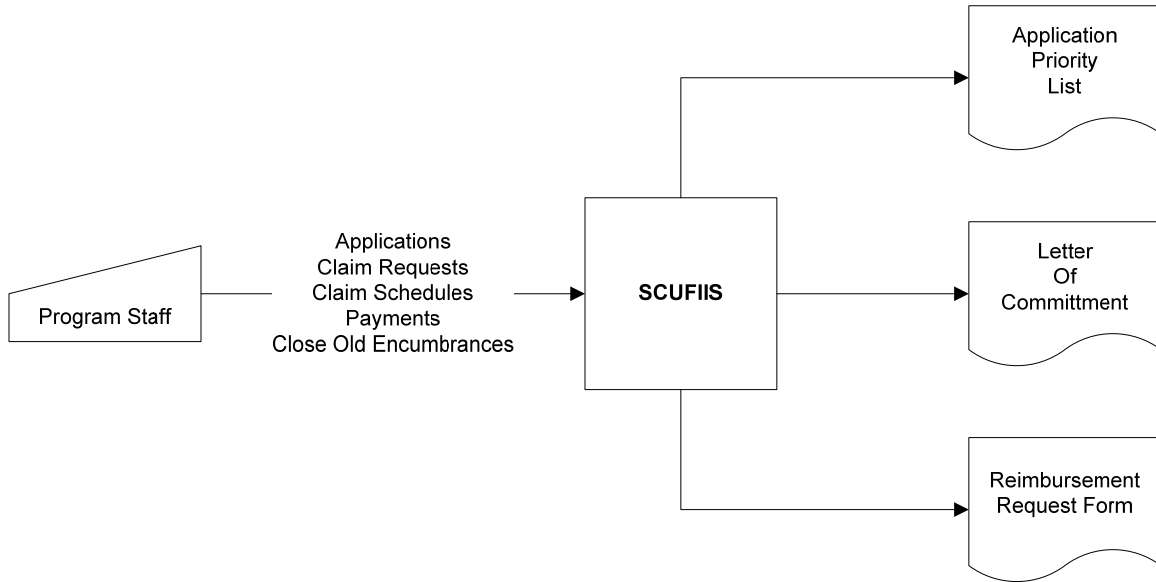 Program Staff
Applications
Claim Requests
Claim Schedules
Payments
Close Old Encumbrances
SCUFIIS
Application
Priority
List
Letter
Of
Committment
Reimbursement
Request Form